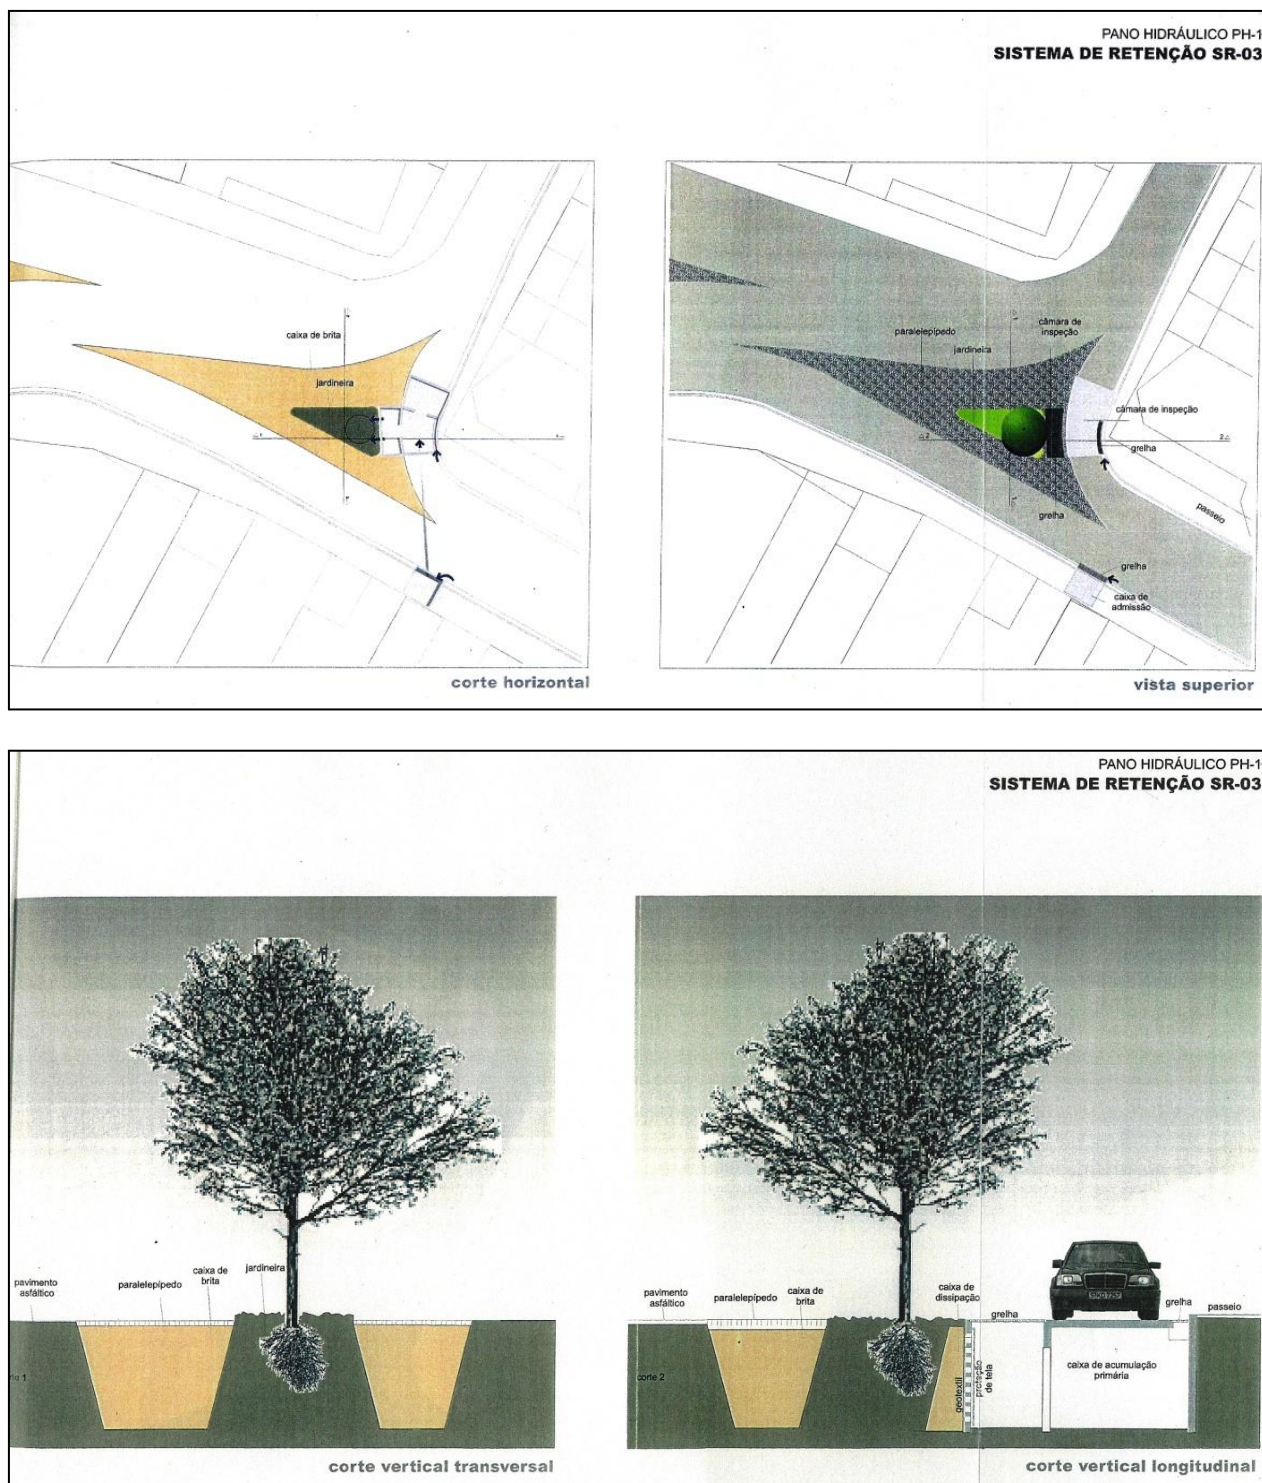 PANO HIDRÁULICO PH-1
SISTEMA DE RETENÇÃO SR-03
caixa de brita
jardineira
corte horizontal
paralelepípedo
câmara de
inspeção
jardineira
câmara de inspeção
grelha
passeio
grelha
grelha
caixa de
admissão
vista superior
PANO HIDRÁULICO PH-1
SISTEMA DE RETENÇÃO SR-03
pavimento
asfáltico
paralelepípedo
caixa de
brita
jardineira
corte vertical transversal
pavimento
asfáltico
paralelepípedo
caixa de
brita
caixa de
dissipação
grelha
grelha
passeio
corte 2
geotextil
proteção
de tela
caixa de acumulação
primária
corte vertical longitudinal